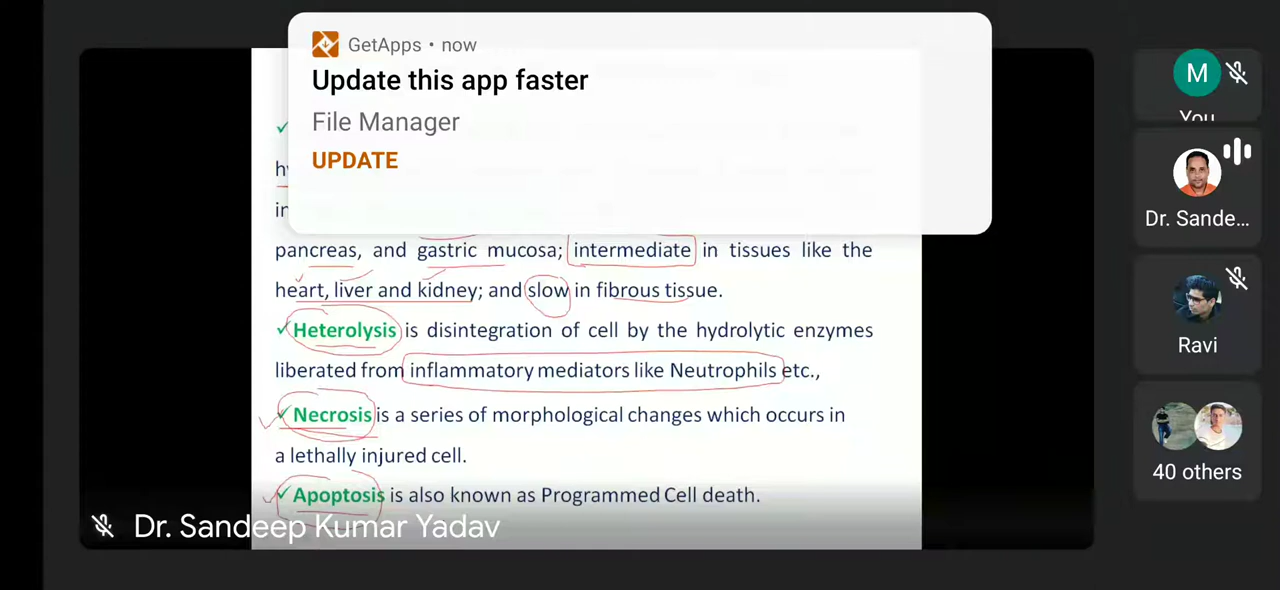 GetApps • now
Update this app faster
File Manager
UPDATE
✓
in
pancreas, and gastric mucosa; intermediate in tissues like the
heart, liver and kidney; and slow in fibrous tissue.
✓Heterolysis is disintegration of cell by the hydrolytic enzymes
liberated from inflammatory mediators like Neutrophils etc.,
✓Necrosis is a series of morphological changes which occurs in
a lethally injured cell.
✓Apoptosis is also known as Programmed Cell death.
Dr. Sandeep Kumar Yadav
M
You
Dr. Sande...
Ravi
40 others